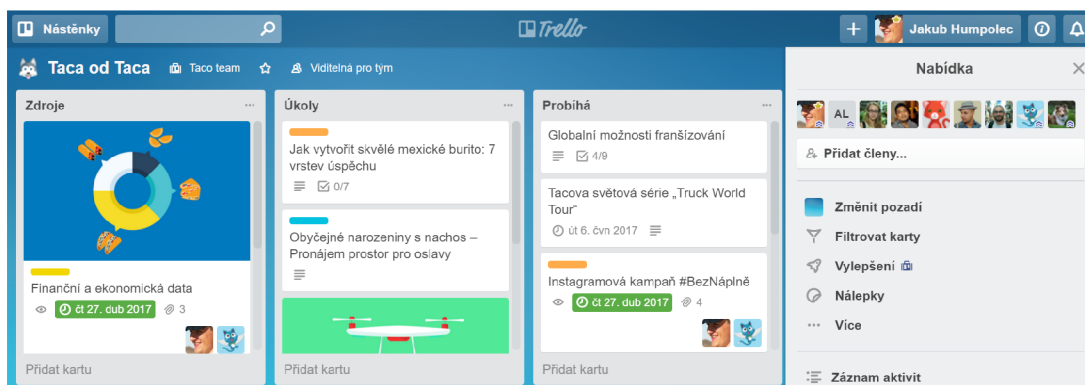 Nástěnky
Trello
Jakub Humpolec
Taca od Taca
Taco team
Viditelná pro tým
Nabídka
Zdroje
Finanční a ekonomická data
čt 27. dub 2017
3
Přidat kartu
Úkoly
Jak vytvořit skvělé mexické burito: 7
vrstev úspěchu
0/7
Obyčejné narozeniny s nachos –
Pronájem prostor pro oslavy
Přidat kartu
Probíhá
Globalní možnosti franšízování
4/9
Tacova světová série „Truck World
Tour“
út 6. čvn 2017
Instagramová kampaň #BezNáplně
čt 27. dub 2017
4
Přidat kartu
AL
Přidat členy...
Změnit pozadí
Filtrovat karty
Vylepšení
Nálepky
Více
Záznam aktivit